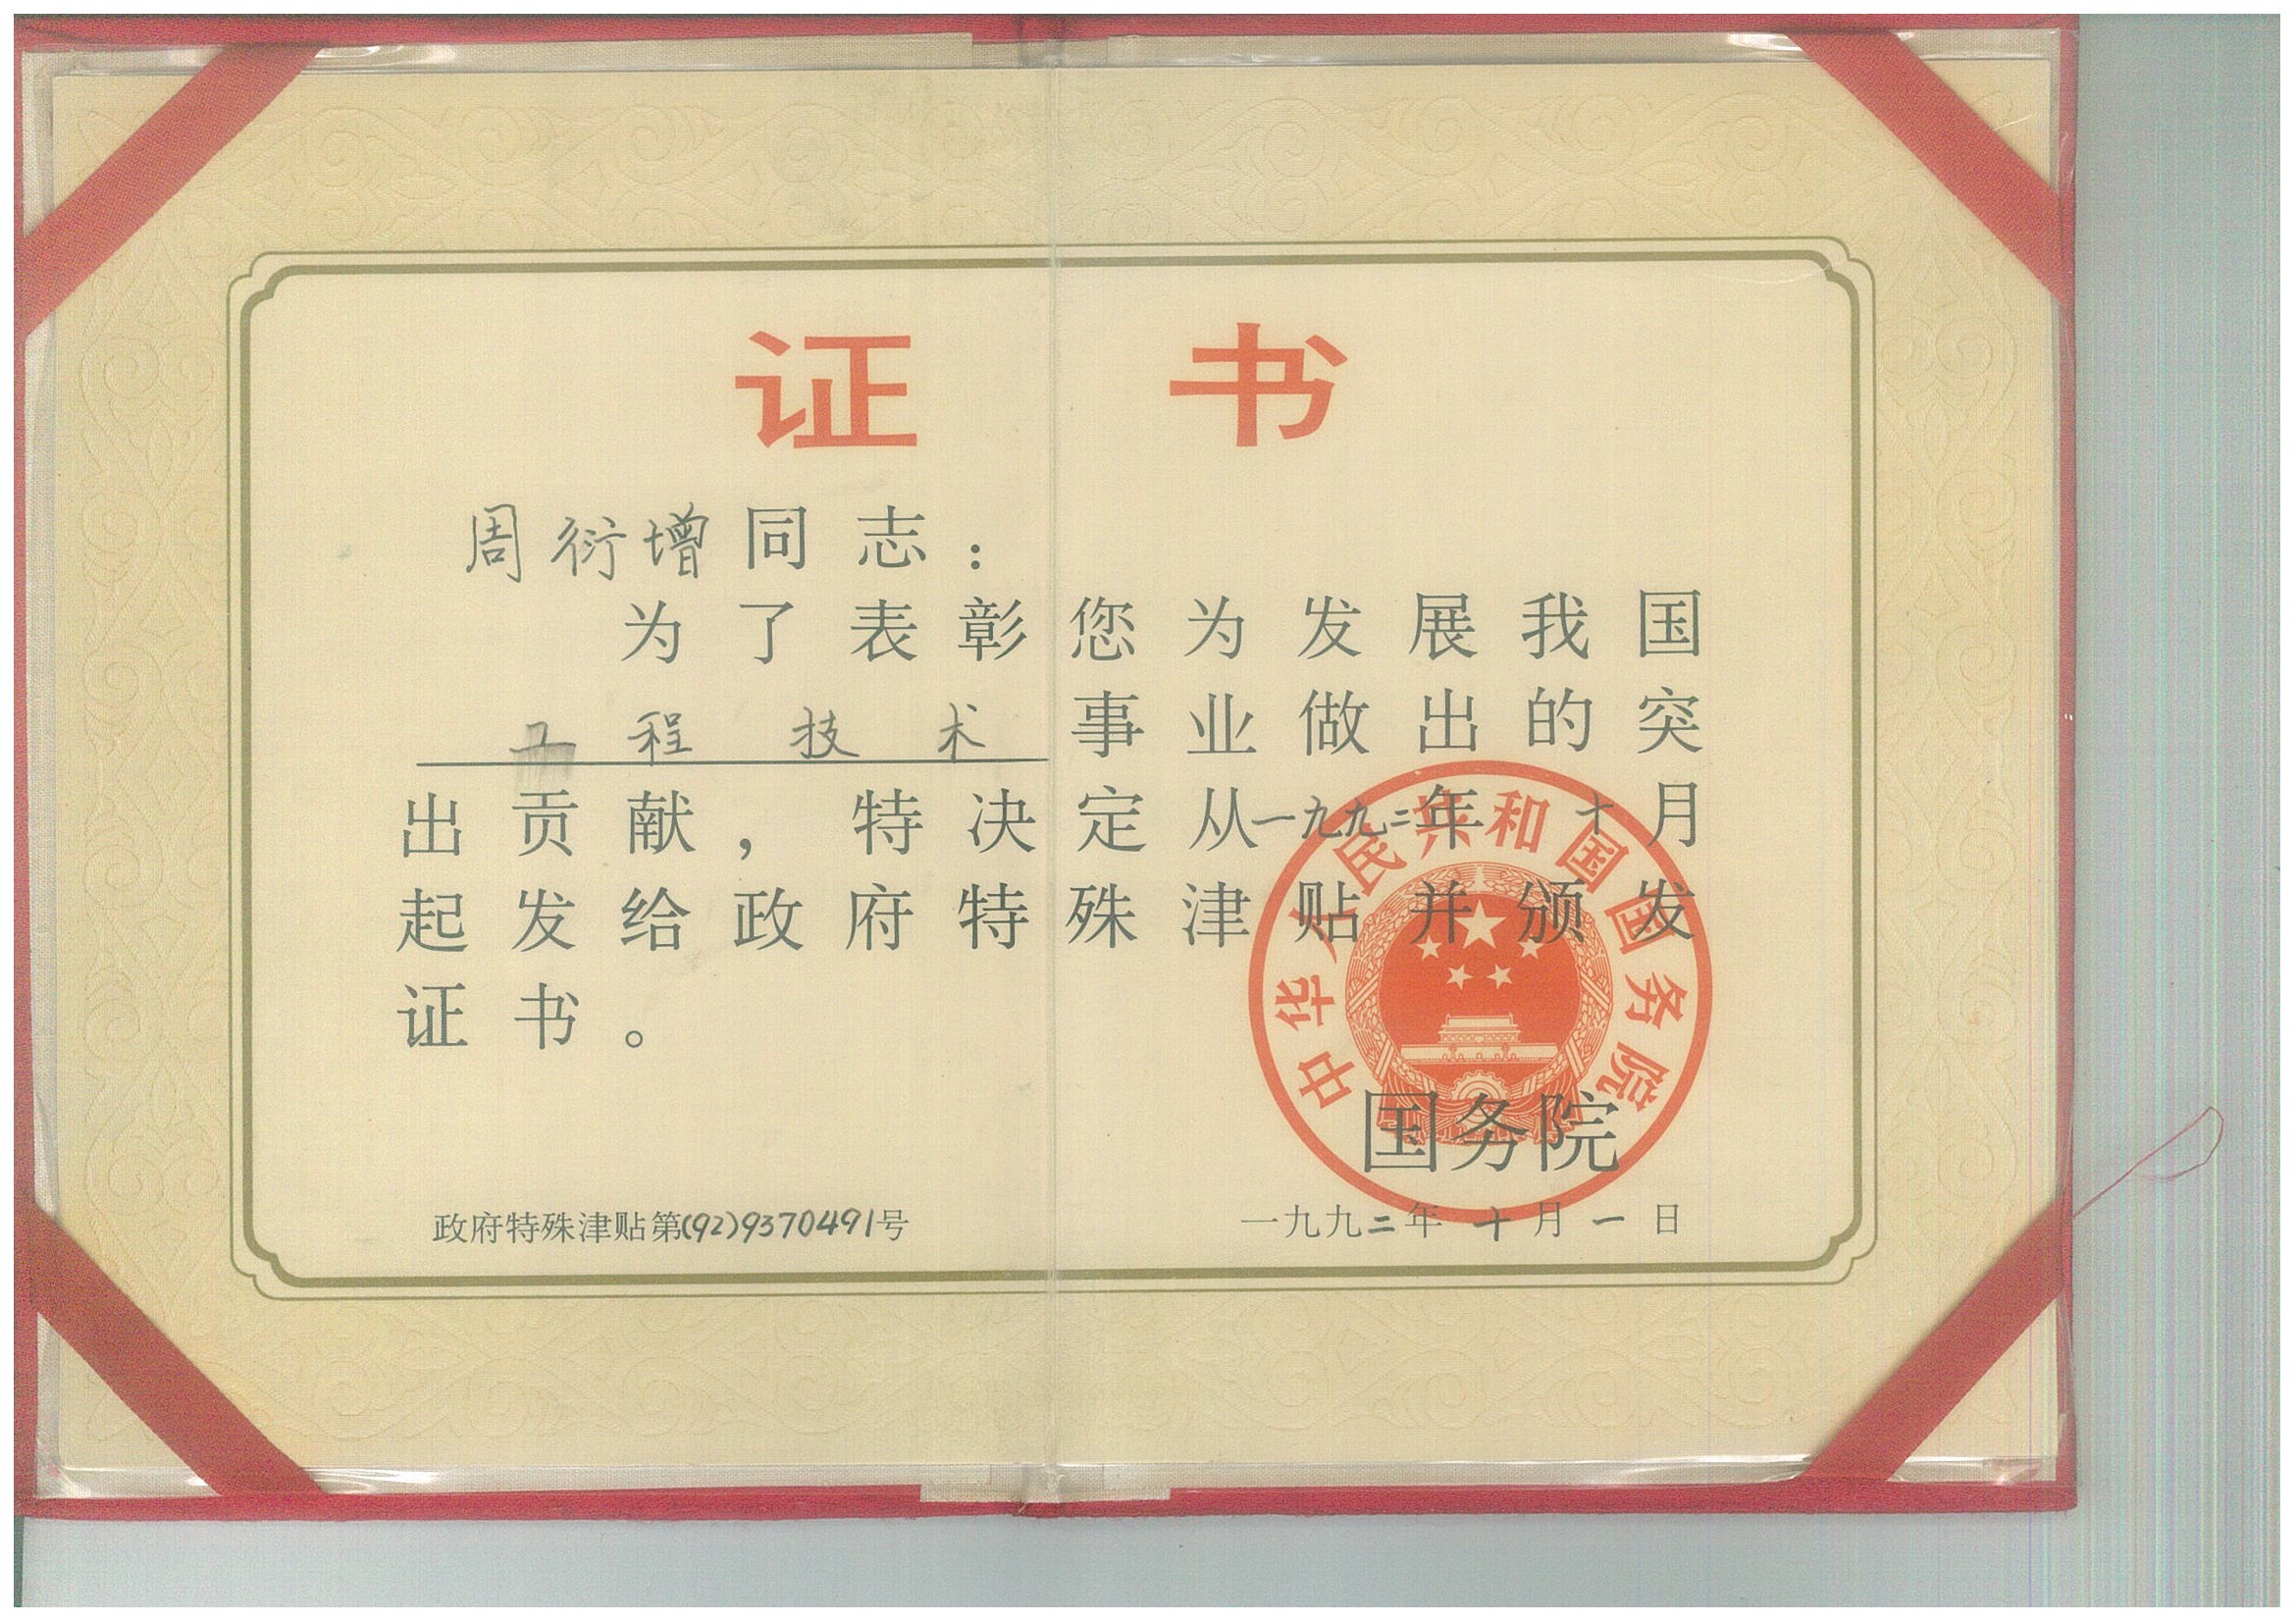 证书
周衍增同志：
为了表彰您为发展我国
工程技术事业做出的突
出贡献，特决定从一九九二年十月
起发给政府特殊津贴并颁发
证书。
中华人民共和国国务院
国务院
政府特殊津贴第(92)9370491号
一九九二年十月一日